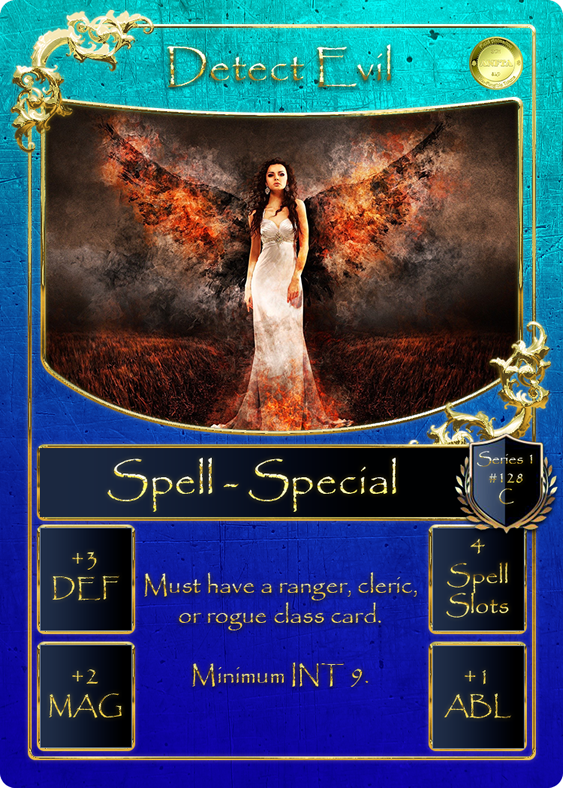 Detect Evil
Spell - Special
Series 1
#128
C
+3
DEF
Must have a ranger, cleric,
or rogue class card.
4
Spell
Slots
+2
MAG
Minimum INT 9.
+1
ABL